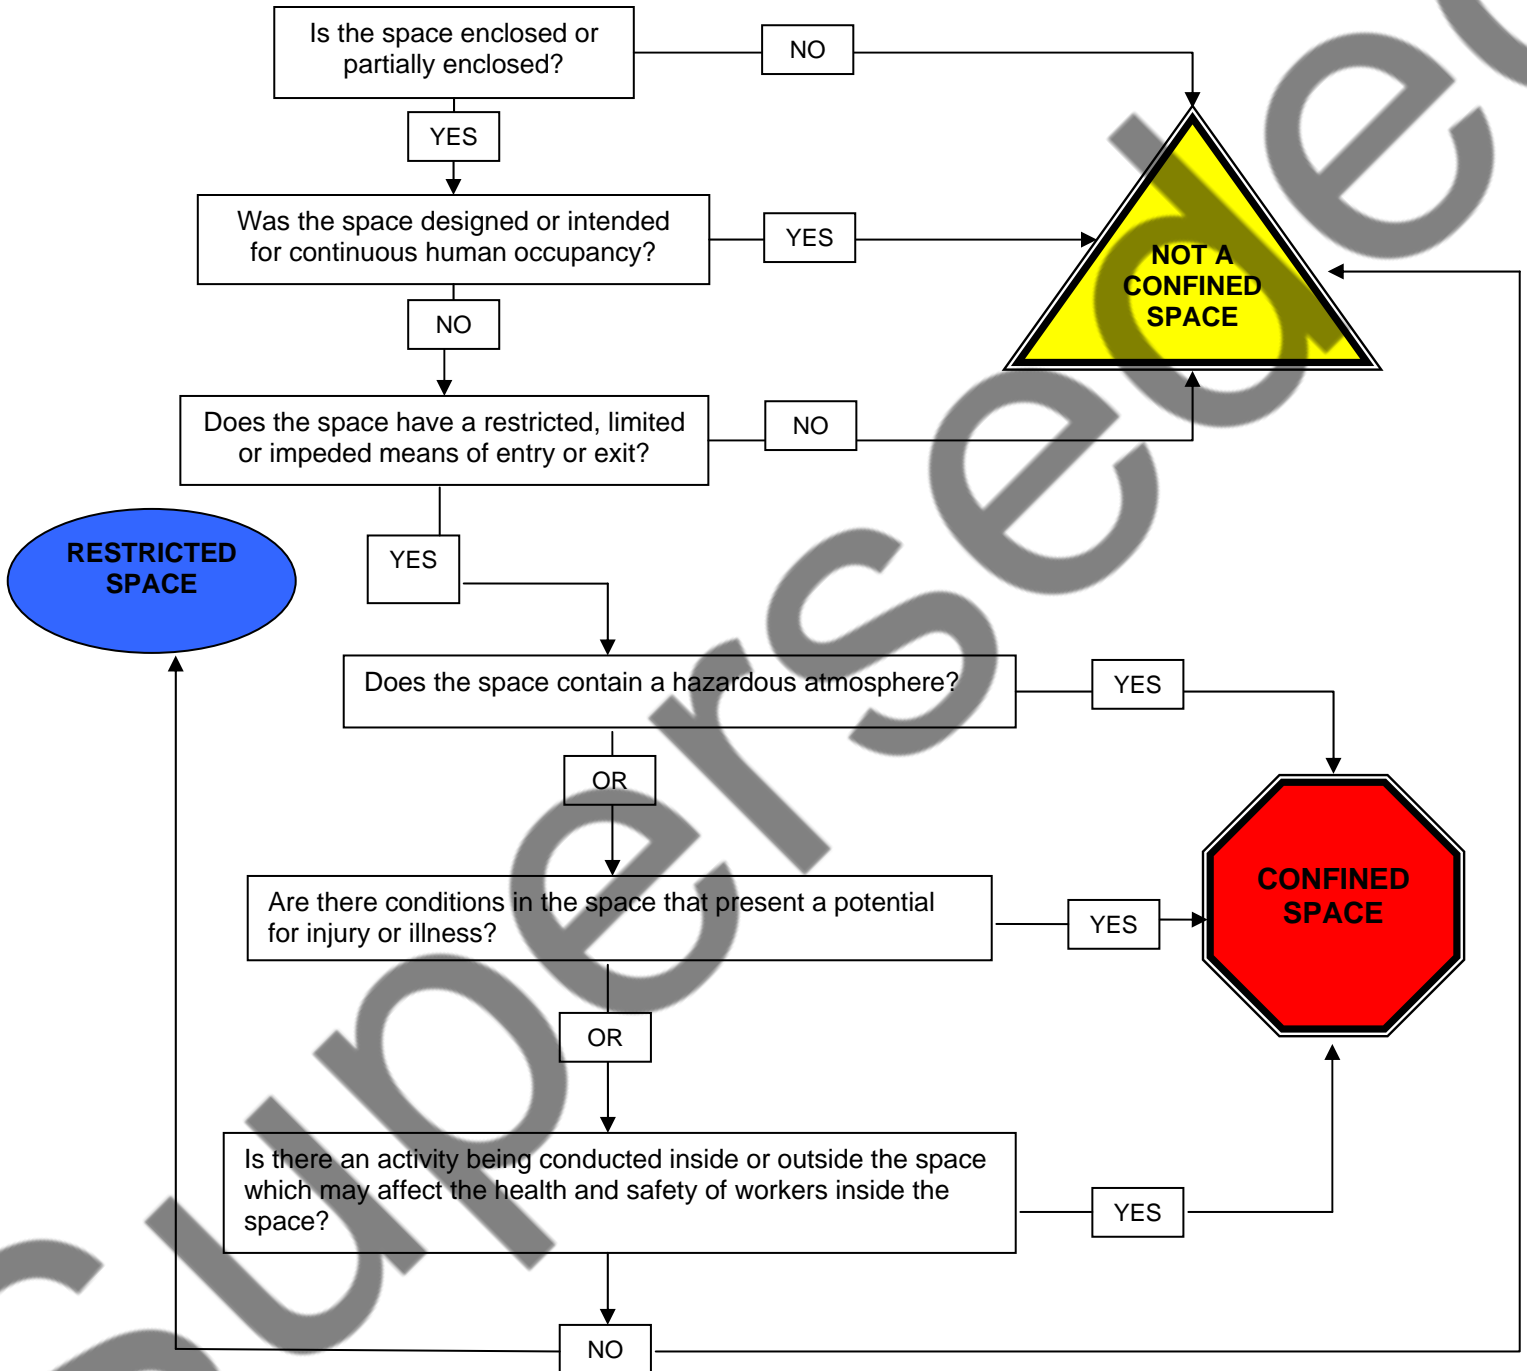 Is the space enclosed or
partially enclosed?
NO
YES
Was the space designed or intended
for continuous human occupancy?
YES
NOT A
CONFINED
SPACE
NO
Does the space have a restricted, limited
or impeded means of entry or exit?
NO
RESTRICTED
SPACE
YES
Does the space contain a hazardous atmosphere?
YES
OR
CONFINED
SPACE
Are there conditions in the space that present a potential
for injury or illness?
YES
OR
Is there an activity being conducted inside or outside the space
which may affect the health and safety of workers inside the
space?
YES
NO
Superseded